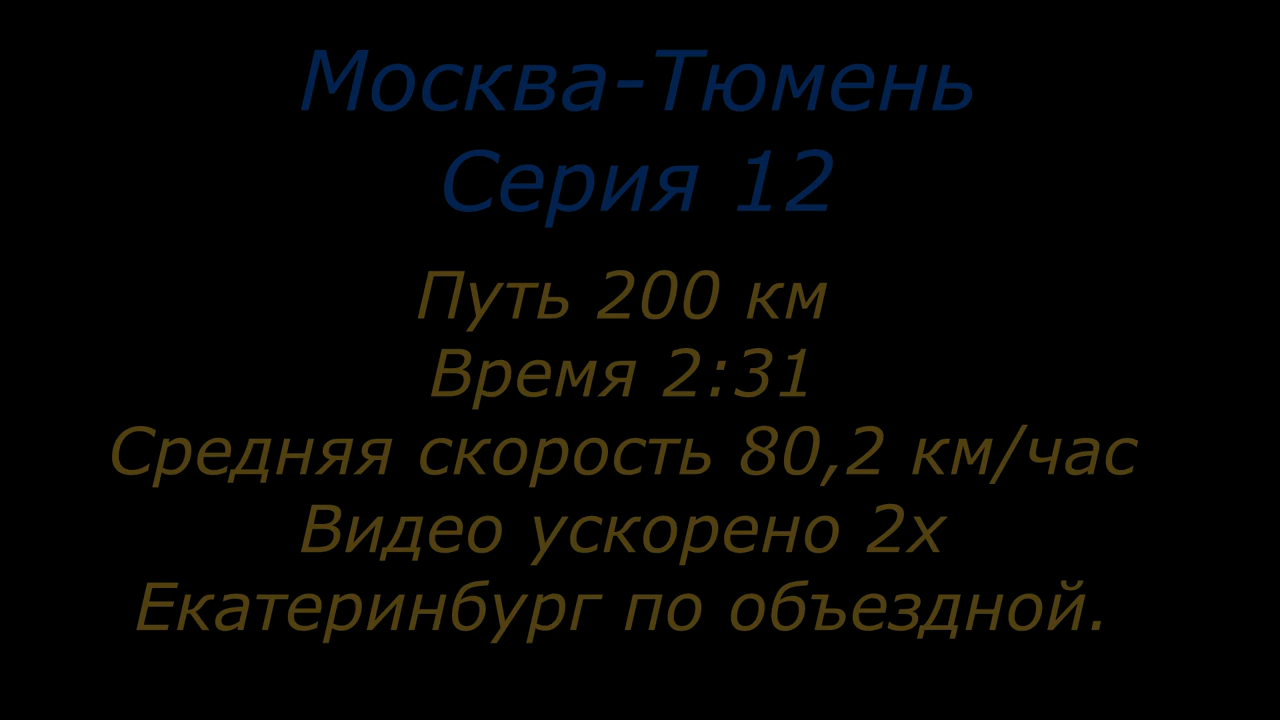 Москва-Тюмень
Серия 12
Путь 200 км
Время 2:31
Средняя скорость 80,2 км/час
Видео ускорено 2х
Екатеринбург по объездной.